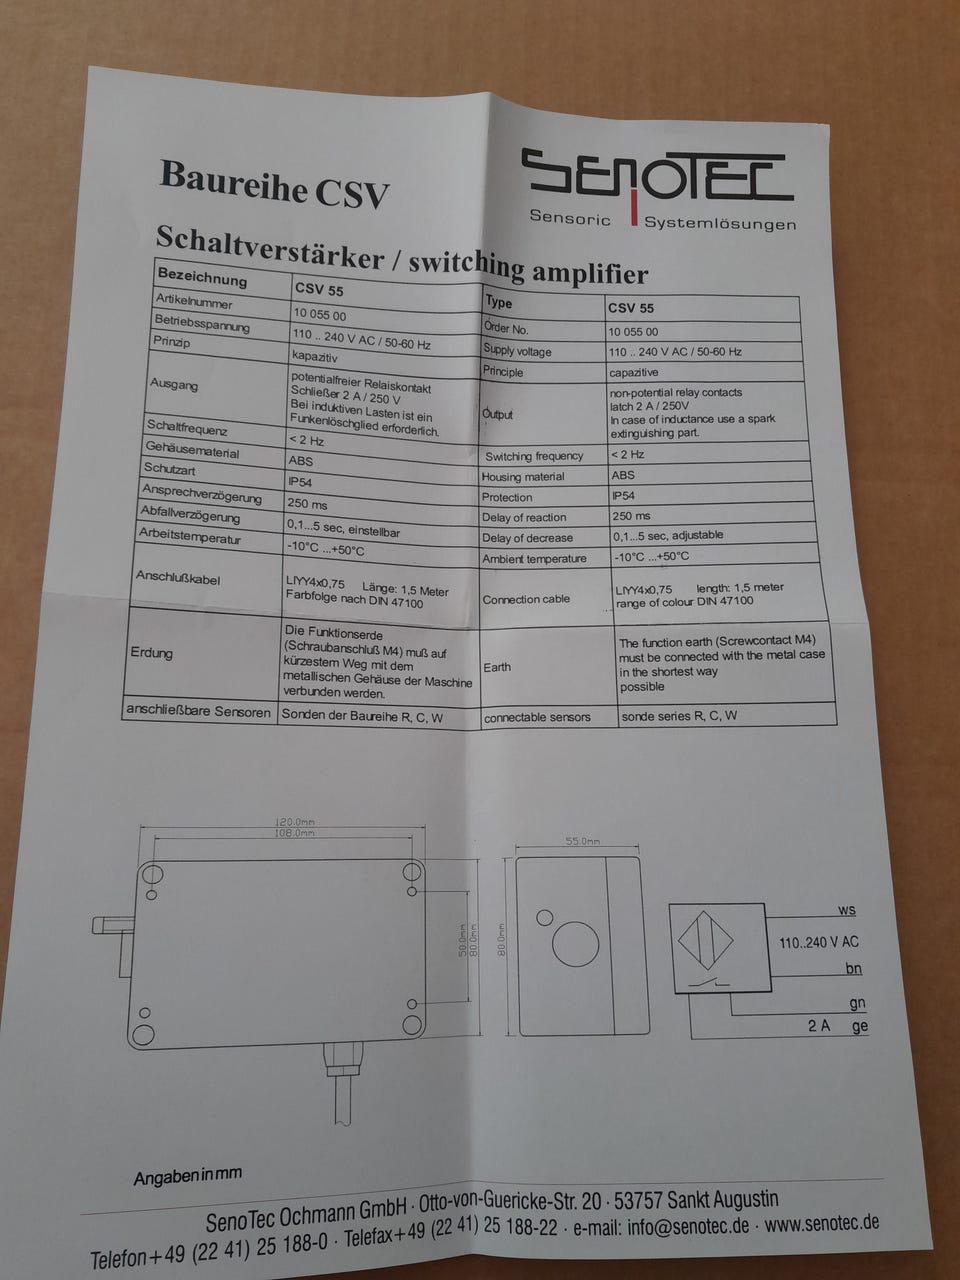 Baureihe CSV
SENOTEC
Sensoric Systemlösungen
Schaltverstärker / switching amplifier
Bezeichnung CSV 55
Artikelnummer 10 055 00
Betriebsspannung 110 .. 240 V AC / 50-60 Hz
Prinzip kapazitiv
Ausgang potentialfreier Relaiskontakt
Schließer 2 A / 250 V
Bei induktiven Lasten ist ein
Funkenlöschglied erforderlich.
Schaltfrequenz < 2 Hz
Gehäusematerial ABS
Schutzart IP54
Ansprechverzögerung 250 ms
Abfallverzögerung 0,1...5 sec, einstellbar
Arbeitstemperatur -10°C ...+50°C
Anschlußkabel LIYY4x0,75 Länge: 1,5 Meter
Farbfolge nach DIN 47100
Erdung Die Funktionserde
(Schraubanschluß M4) muß auf
kürzestem Weg mit dem
metallischen Gehäuse der Maschine
verbunden werden.
anschließbare Sensoren Sonden der Baureihe R, C, W
Type CSV 55
Order No. 10 055 00
Supply voltage 110 .. 240 V AC / 50-60 Hz
Principle capazitive
Output non-potential relay contacts
latch 2 A / 250V
In case of inductance use a spark
extinguishing part.
Switching frequency < 2 Hz
Housing material ABS
Protection IP54
Delay of reaction 250 ms
Delay of decrease 0,1...5 sec, adjustable
Ambient temperature -10°C ...+50°C
Connection cable LIYY4x0,75 length: 1,5 meter
range of colour DIN 47100
Earth The function earth (Screwcontact M4)
must be connected with the metal case
in the shortest way
possible
connectable sensors sonde series R, C, W
120.0mm
108.0mm
50.0mm
80.0mm
55.0mm
80.0mm
ws
110..240 V AC
bn
gn
2 A ge
Angaben in mm
SenoTec Ochmann GmbH · Otto-von-Guericke-Str. 20 · 53757 Sankt Augustin
Telefon+49 (22 41) 25 188-0 · Telefax+49 (22 41) 25 188-22 · e-mail: info@senotec.de · www.senotec.de